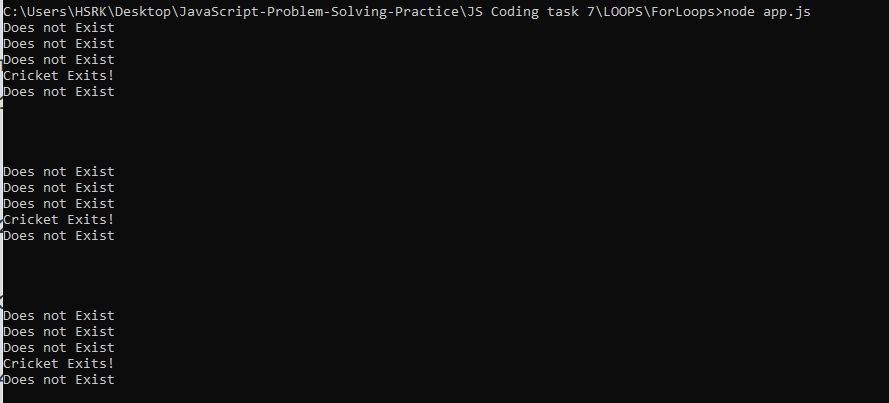 C:\Users\HSRK\Desktop\JavaScript-Problem-Solving-Practice\JS Coding task 7\LOOPS\ForLoops>node app.js
Does not Exist
Does not Exist
Does not Exist
Cricket Exits!
Does not Exist
Does not Exist
Does not Exist
Does not Exist
Cricket Exits!
Does not Exist
Does not Exist
Does not Exist
Does not Exist
Cricket Exits!
Does not Exist